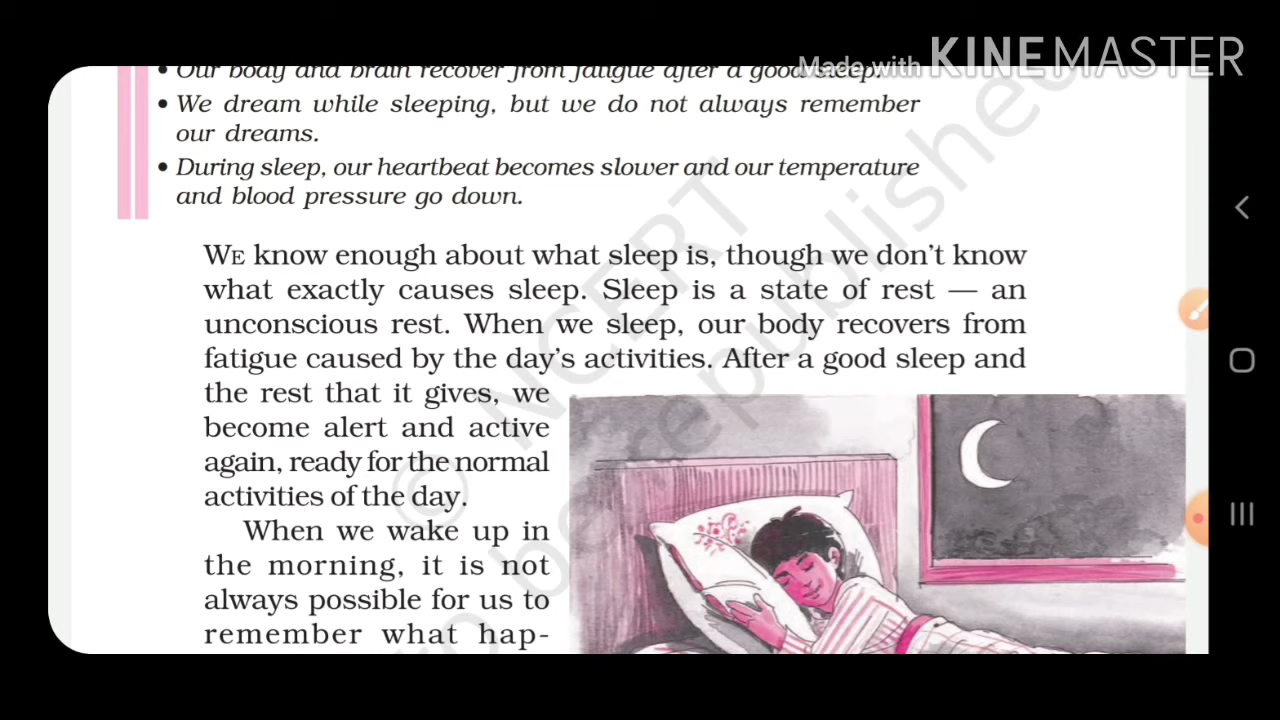 Made with KINEMASTER
• Our body and brain recover from fatigue after a good sleep.
• We dream while sleeping, but we do not always remember
our dreams.
• During sleep, our heartbeat becomes slower and our temperature
and blood pressure go down.
WE know enough about what sleep is, though we don't know
what exactly causes sleep. Sleep is a state of rest — an
unconscious rest. When we sleep, our body recovers from
fatigue caused by the day's activities. After a good sleep and
the rest that it gives, we
become alert and active
again, ready for the normal
activities of the day.
When we wake up in
the morning, it is not
always possible for us to
remember what hap-
© NCERT
to be republished